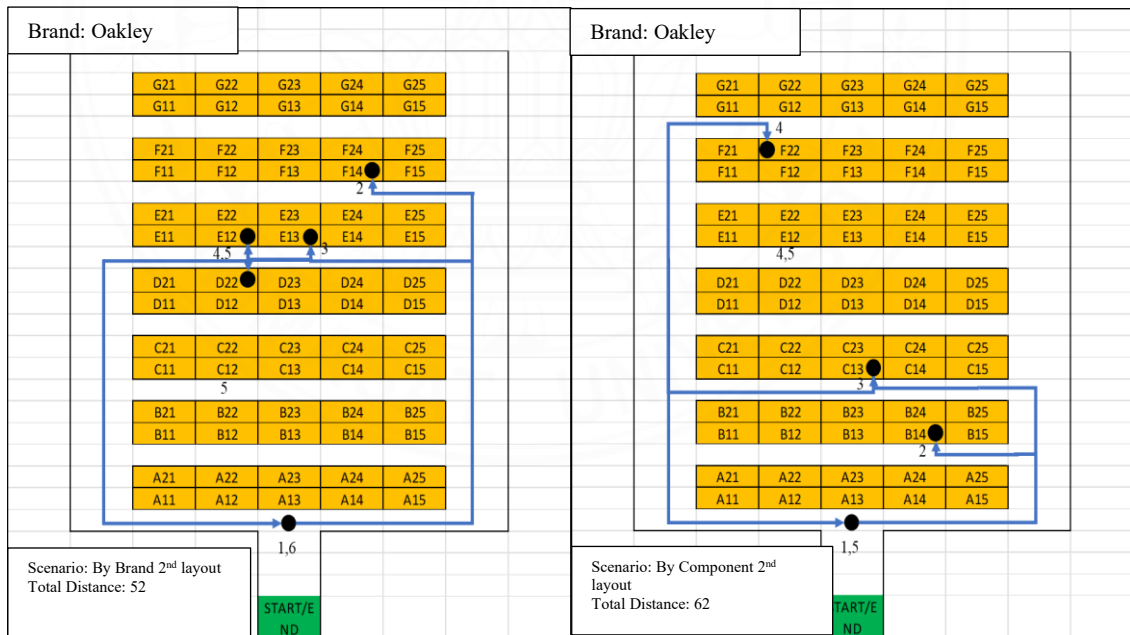 Brand: Oakley
G21 G22 G23 G24 G25
G11 G12 G13 G14 G15
F21 F22 F23 F24 F25
F11 F12 F13 F14 F15
2
E21 E22 E23 E24 E25
E11 E12 E13 E14 E15
4,5 3
D21 D22 D23 D24 D25
D11 D12 D13 D14 D15
C21 C22 C23 C24 C25
C11 C12 C13 C14 C15
5
B21 B22 B23 B24 B25
B11 B12 B13 B14 B15
A21 A22 A23 A24 A25
A11 A12 A13 A14 A15
1,6
Scenario: By Brand 2nd layout
Total Distance: 52
START/E
ND
Brand: Oakley
G21 G22 G23 G24 G25
G11 G12 G13 G14 G15
4
F21 F22 F23 F24 F25
F11 F12 F13 F14 F15
E21 E22 E23 E24 E25
E11 E12 E13 E14 E15
4,5
D21 D22 D23 D24 D25
D11 D12 D13 D14 D15
C21 C22 C23 C24 C25
C11 C12 C13 C14 C15
3
B21 B22 B23 B24 B25
B11 B12 B13 B14 B15
2
A21 A22 A23 A24 A25
A11 A12 A13 A14 A15
1,5
Scenario: By Component 2nd
layout
Total Distance: 62
START/E
ND